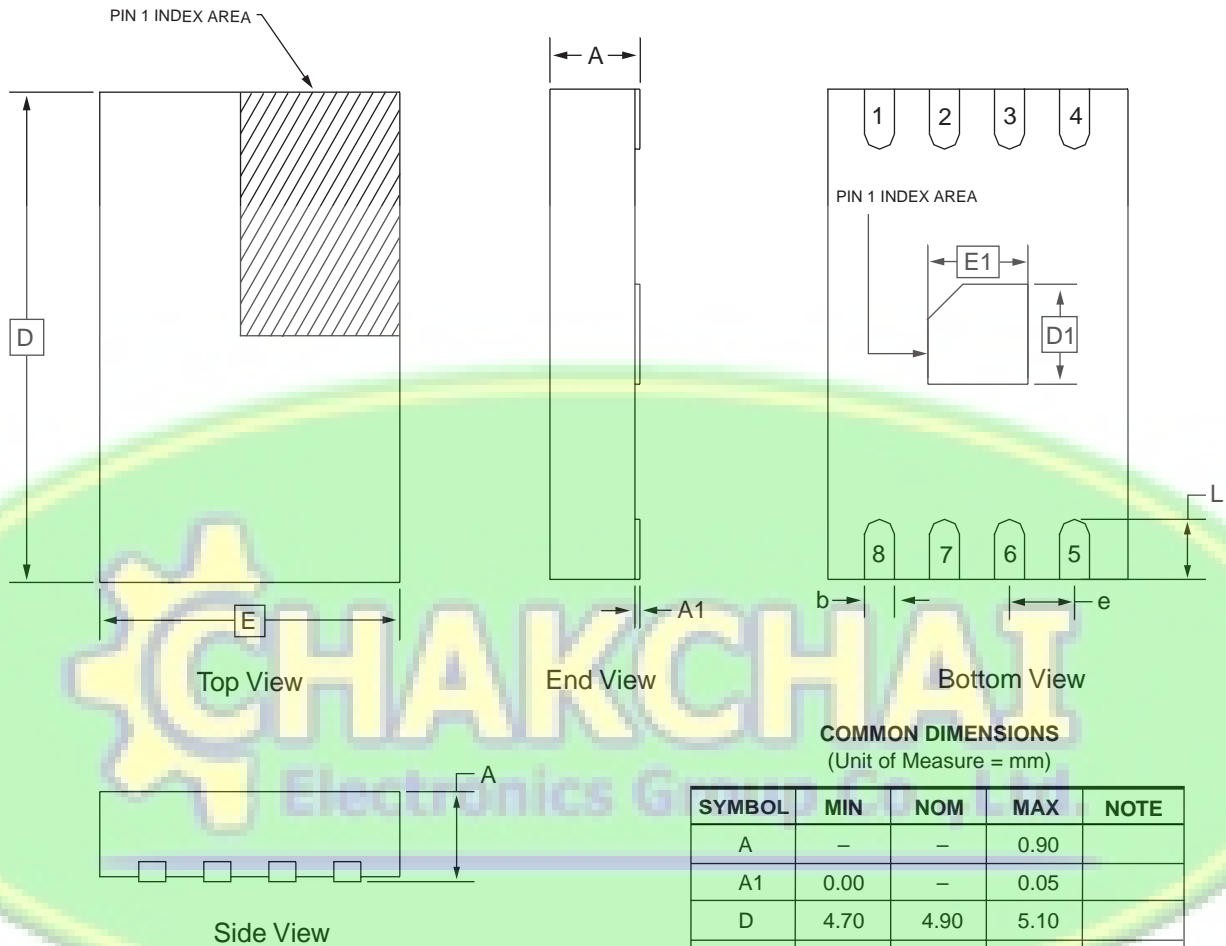 PIN 1 INDEX AREA
A
1 2 3 4
PIN 1 INDEX AREA
E1
D
D1
L
8 7 6 5
b
e
A1
E
Top View
End View
Bottom View
CHAKCHAI
COMMON DIMENSIONS
(Unit of Measure = mm)
A
Electronics Group Co., Ltd.
SYMBOL MIN NOM MAX NOTE
A – – 0.90
A1 0.00 – 0.05
D 4.70 4.90 5.10
Side View